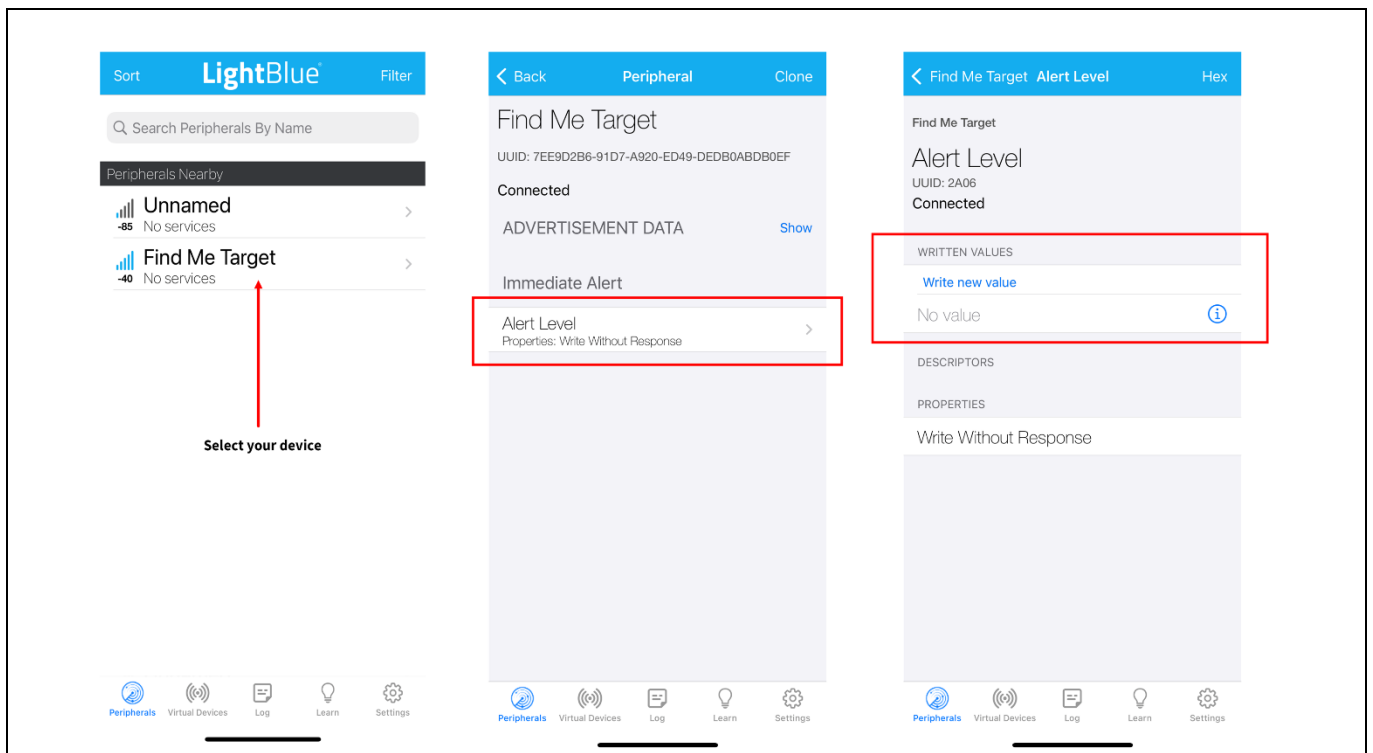 Sort LightBlue® Filter
Search Peripherals By Name
Peripherals Nearby
Unnamed
-85 No services
Find Me Target
-40 No services
Select your device
Peripherals Virtual Devices Log Learn Settings
Back Peripheral Clone
Find Me Target
UUID: 7EE9D2B6-91D7-A920-ED49-DEDB0ABDB0EF
Connected
ADVERTISEMENT DATA Show
Immediate Alert
Alert Level
Properties: Write Without Response
Peripherals Virtual Devices Log Learn Settings
Find Me Target Alert Level Hex
Find Me Target
Alert Level
UUID: 2A06
Connected
WRITTEN VALUES
Write new value
No value
DESCRIPTORS
PROPERTIES
Write Without Response
Peripherals Virtual Devices Log Learn Settings